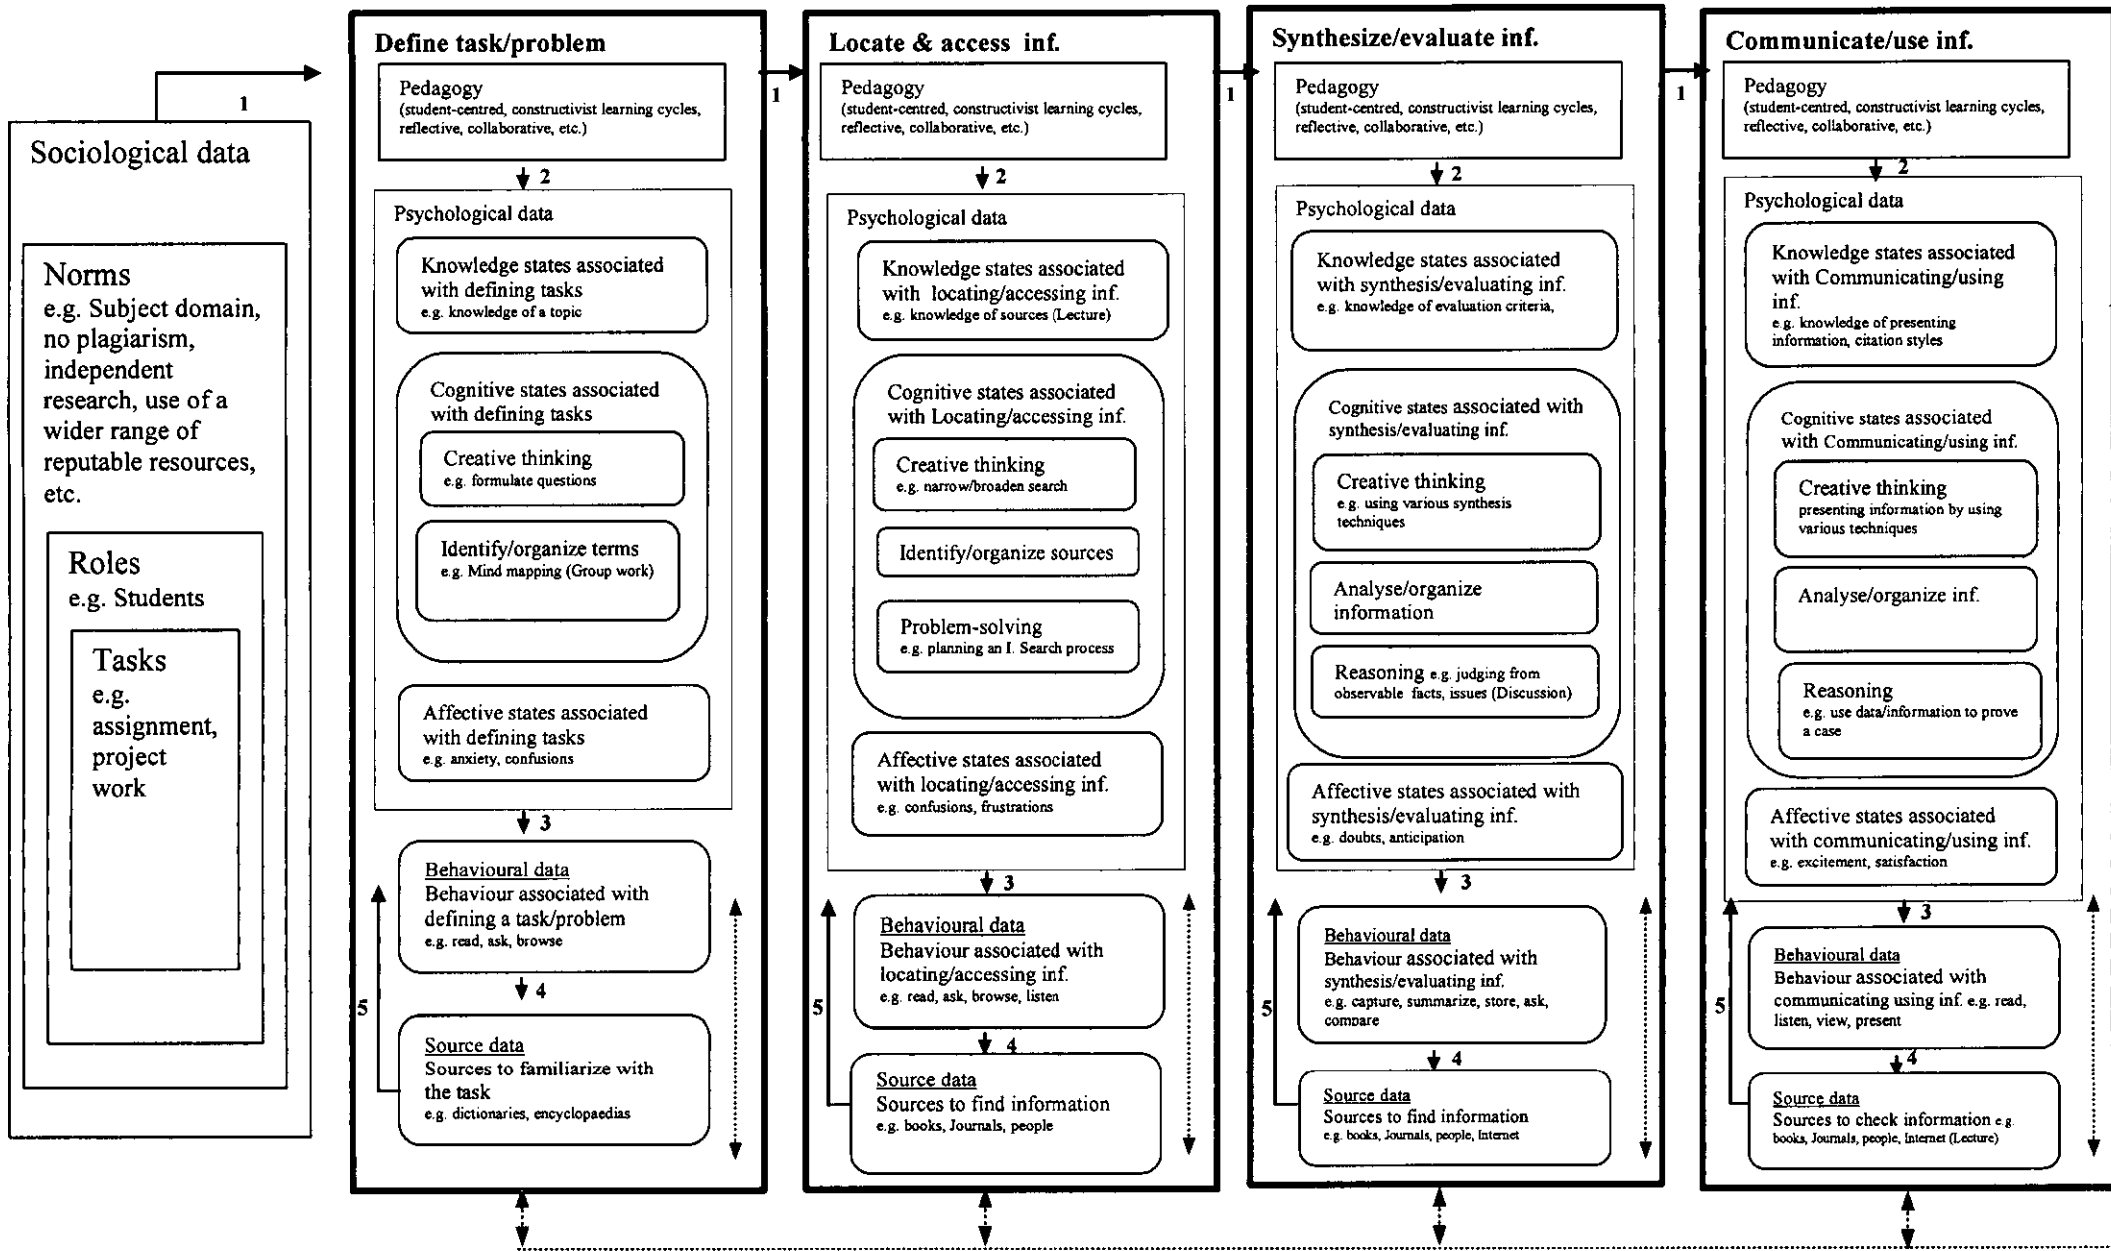 1
Sociological data
Norms
e.g. Subject domain,
no plagiarism,
independent
research, use of a
wider range of
reputable resources,
etc.
Roles
e.g. Students
Tasks
e.g.
assignment,
project
work
Define task/problem
Pedagogy
(student-centred, constructivist learning cycles,
reflective, collaborative, etc.)
2
Psychological data
Knowledge states associated
with defining tasks
e.g. knowledge of a topic
Cognitive states associated
with defining tasks
Creative thinking
e.g. formulate questions
Identify/organize terms
e.g. Mind mapping (Group work)
Affective states associated
with defining tasks
e.g. anxiety, confusions
3
Behavioural data
Behaviour associated with
defining a task/problem
e.g. read, ask, browse
4
5
Source data
Sources to familiarize with
the task
e.g. dictionaries, encyclopaedias
1
Locate & access inf.
Pedagogy
(student-centred, constructivist learning cycles,
reflective, collaborative, etc.)
2
Psychological data
Knowledge states associated
with locating/accessing inf.
e.g. knowledge of sources (Lecture)
Cognitive states associated
with Locating/accessing inf.
Creative thinking
e.g. narrow/broaden search
Identify/organize sources
Problem-solving
e.g. planning an I. Search process
Affective states associated
with locating/accessing inf.
e.g. confusions, frustrations
3
Behavioural data
Behaviour associated with
locating/accessing inf.
e.g. read, ask, browse, listen
5
4
Source data
Sources to find information
e.g. books, Journals, people
1
Synthesize/evaluate inf.
Pedagogy
(student-centred, constructivist learning cycles,
reflective, collaborative, etc.)
2
Psychological data
Knowledge states associated
with synthesis/evaluating inf.
e.g. knowledge of evaluation criteria,
Cognitive states associated with
synthesis/evaluating inf.
Creative thinking
e.g. using various synthesis
techniques
Analyse/organize
information
Reasoning e.g. judging from
observable facts, issues (Discussion)
Affective states associated with
synthesis/evaluating inf.
e.g. doubts, anticipation
3
Behavioural data
Behaviour associated with
synthesis/evaluating inf.
e.g. capture, summarize, store, ask,
compare
5
4
Source data
Sources to find information
e.g. books, Journals, people, Internet
1
Communicate/use inf.
Pedagogy
(student-centred, constructivist learning cycles,
reflective, collaborative, etc.)
2
Psychological data
Knowledge states associated
with Communicating/using
inf.
e.g. knowledge of presenting
information, citation styles
Cognitive states associated
with Communicating/using inf.
Creative thinking
presenting information by using
various techniques
Analyse/organize inf.
Reasoning
e.g. use data/information to prove
a case
Affective states associated
with communicating/using inf.
e.g. excitement, satisfaction
3
Behavioural data
Behaviour associated with
communicating using inf. e.g. read,
listen, view, present
5
4
Source data
Sources to check information e.g.
books, Journals, people, Internet (Lecture)